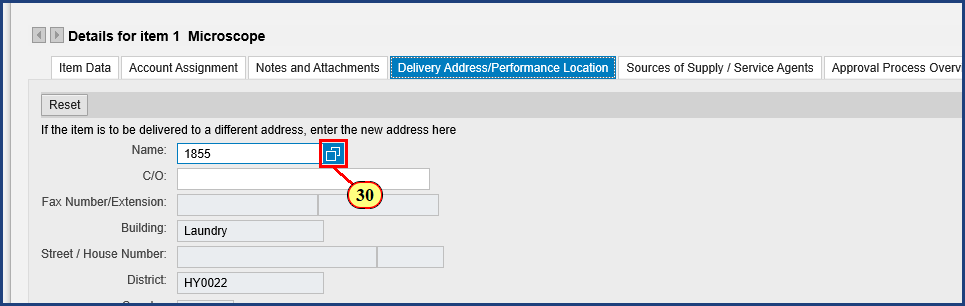 Details for item 1 Microscope
Item Data Account Assignment Notes and Attachments Delivery Address/Performance Location Sources of Supply / Service Agents Approval Process Overv
Reset
If the item is to be delivered to a different address, enter the new address here
Name: 1855
C/O:
30
Fax Number/Extension:
Building: Laundry
Street / House Number:
District: HY0022